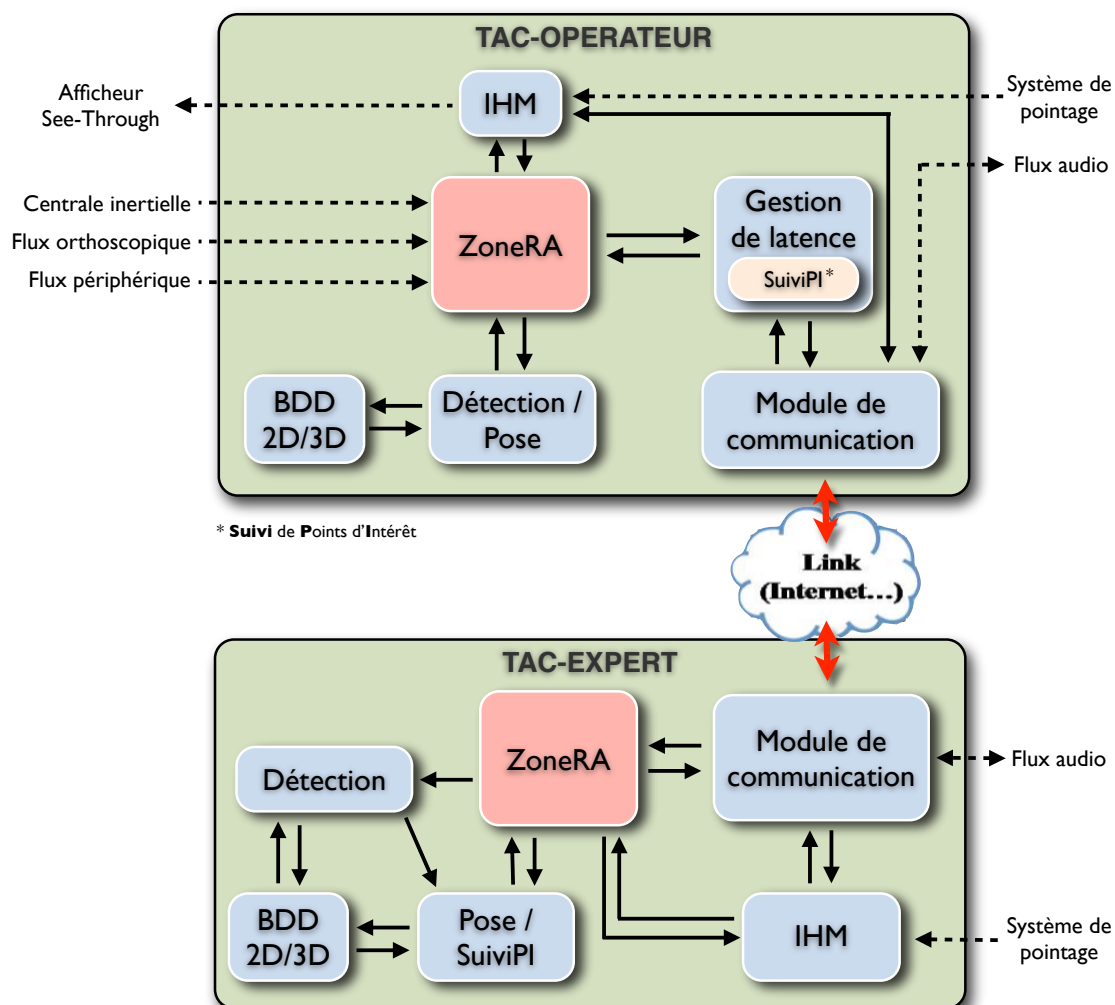 TAC-OPERATEUR
Afficheur
See-Through
IHM
Système de
pointage
Flux audio
Centrale inertielle
Flux orthoscopique
Flux périphérique
ZoneRA
Gestion
de latence
SuiviPI*
BDD
2D/3D
Détection /
Pose
Module de
communication
* Suivi de Points d'Intérêt
Link
(Internet...)
TAC-EXPERT
ZoneRA
Module de
communication
Flux audio
Détection
BDD
2D/3D
Pose /
SuiviPI
IHM
Système de
pointage